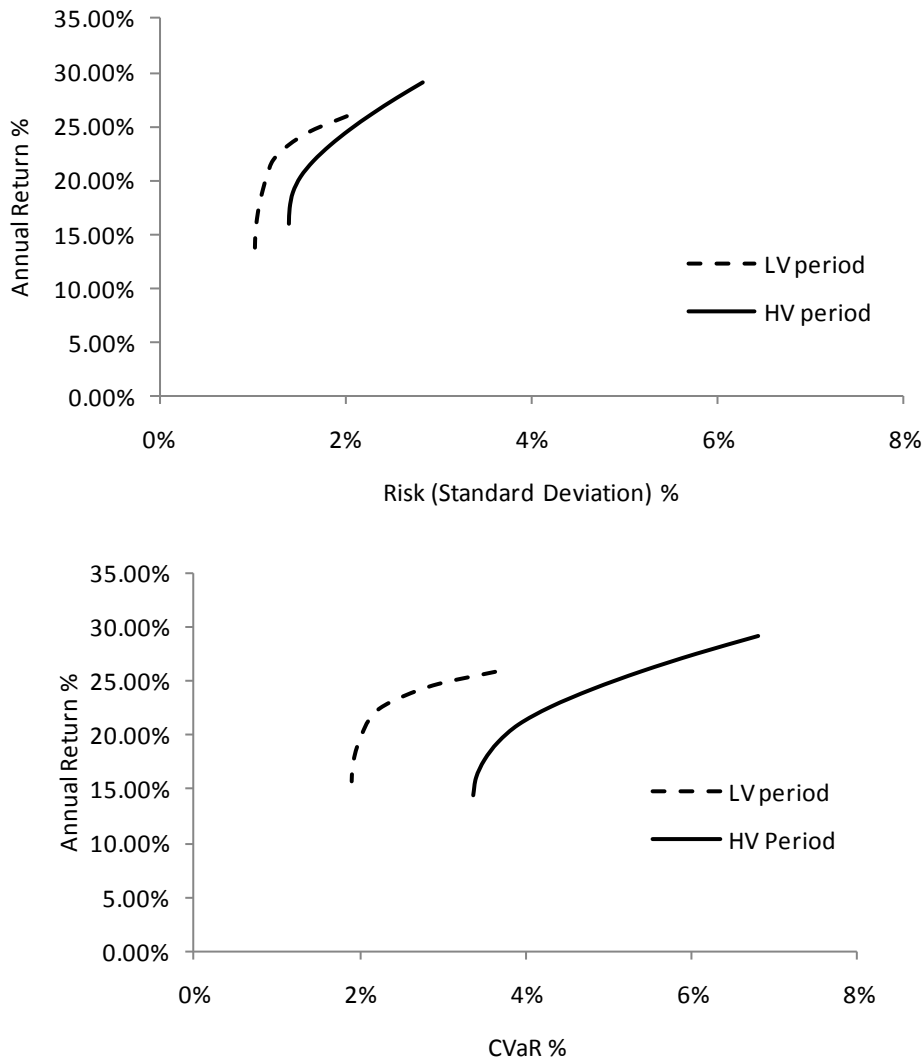 35.00%
30.00%
25.00%
20.00%
15.00%
10.00%
5.00%
0.00%
Annual Return %
LV period
HV period
0% 2% 4% 6% 8%
Risk (Standard Deviation) %
35.00%
30.00%
25.00%
20.00%
15.00%
10.00%
5.00%
0.00%
Annual Return %
LV period
HV Period
0% 2% 4% 6% 8%
CVaR %